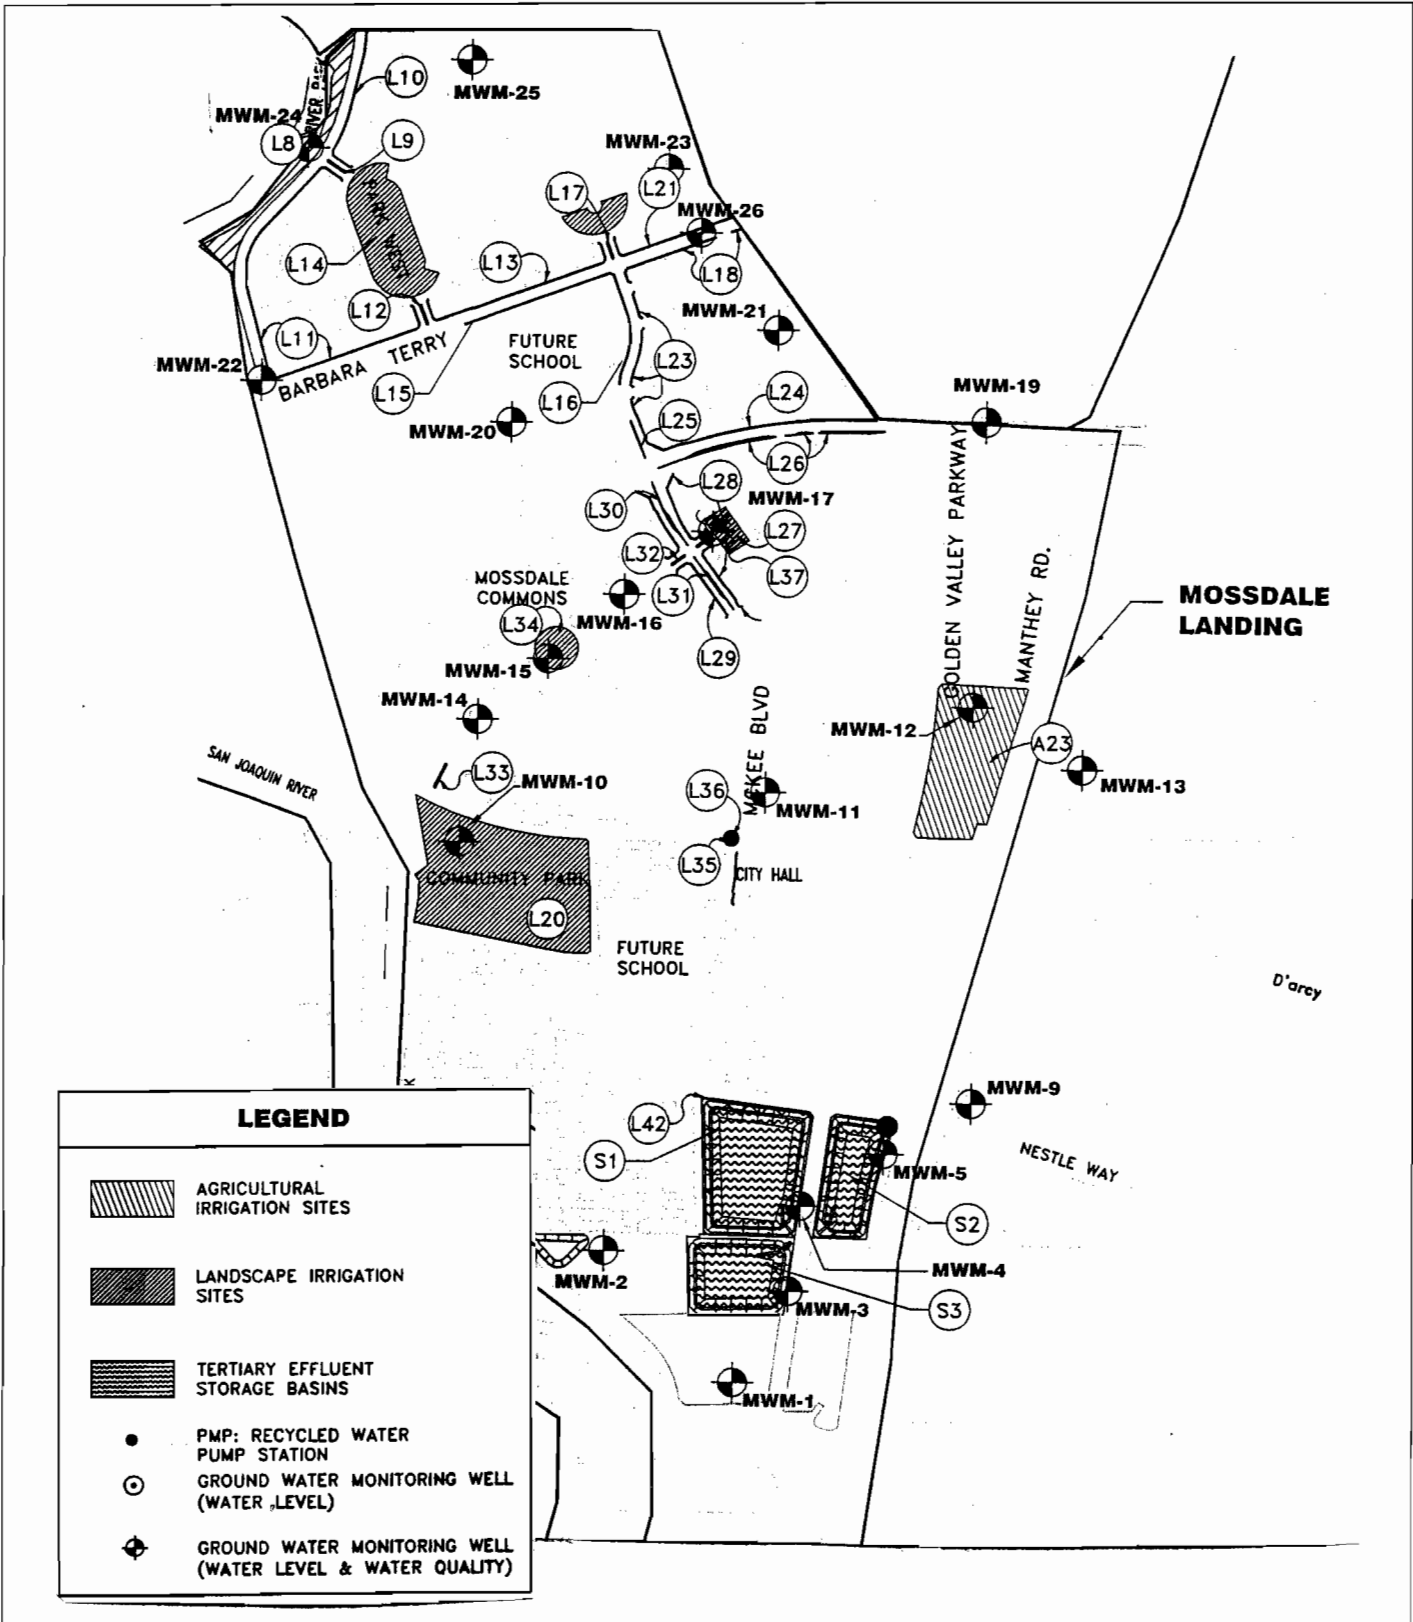 L10
MWM-25
RIVER PARK
MWM-24
L8
L9
MWM-23
L17
L21
PARK WEST
MWM-26
L14
L13
L18
L12
MWM-21
L11
FUTURE
SCHOOL
L23
MWM-22
BARBARA TERRY
L15
L16
MWM-19
L24
MWM-20
L25
L26
GOLDEN VALLEY PARKWAY
L28
MWM-17
L30
L27
L32
L37
MOSSDALE
COMMONS
L31
MANTHEY RD.
MOSSDALE
LANDING
L34
MWM-16
L29
MWM-15
MWM-14
MCKEE BLVD
MWM-12
A23
SAN JOAQUIN RIVER
L33
MWM-10
L36
MWM-13
MWM-11
L35
CITY HALL
COMMUNITY PARK
L20
FUTURE
SCHOOL
D'arcy
K
MWM-9
L42
S1
NESTLE WAY
MWM-5
S2
MWM-4
MWM-2
MWM-3
S3
MWM-1
LEGEND
AGRICULTURAL
IRRIGATION SITES
LANDSCAPE IRRIGATION
SITES
TERTIARY EFFLUENT
STORAGE BASINS
PMP: RECYCLED WATER
PUMP STATION
GROUND WATER MONITORING WELL
(WATER LEVEL)
GROUND WATER MONITORING WELL
(WATER LEVEL & WATER QUALITY)